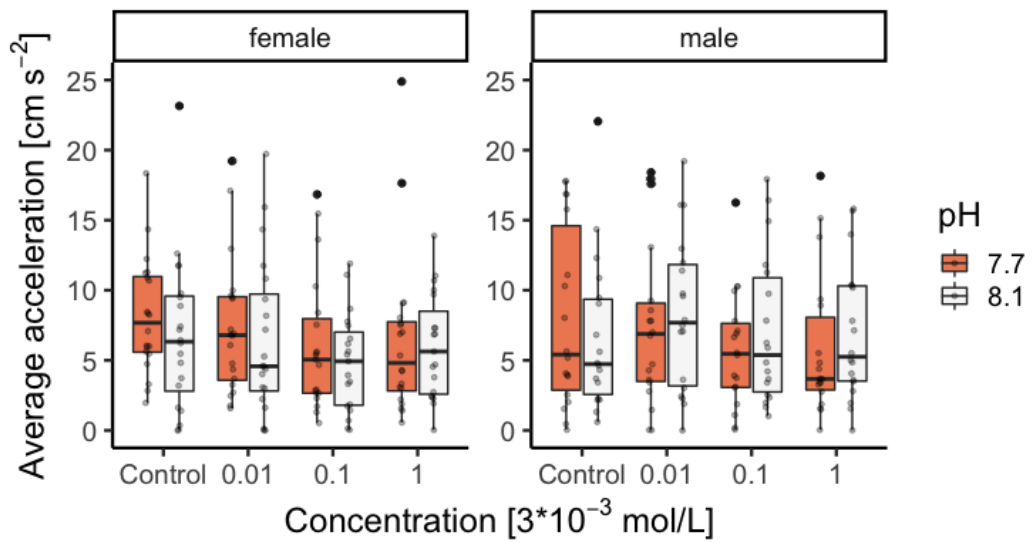 female
male
Average acceleration [cm s⁻²]
25
20
15
10
5
0
25
20
15
10
5
0
Control 0.01 0.1 1
Control 0.01 0.1 1
Concentration [3*10⁻³ mol/L]
pH
7.7
8.1